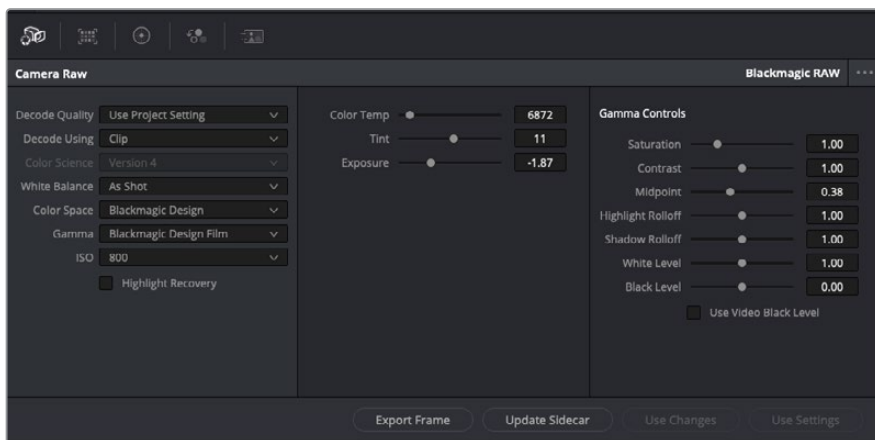 Camera Raw
Blackmagic RAW
Decode Quality Use Project Setting
Decode Using Clip
Color Science Version 4
White Balance As Shot
Color Space Blackmagic Design
Gamma Blackmagic Design Film
ISO 800
Highlight Recovery
Color Temp 6872
Tint 11
Exposure -1.87
Gamma Controls
Saturation 1.00
Contrast 1.00
Midpoint 0.38
Highlight Rolloff 1.00
Shadow Rolloff 1.00
White Level 1.00
Black Level 0.00
Use Video Black Level
Export Frame
Update Sidecar
Use Changes
Use Settings